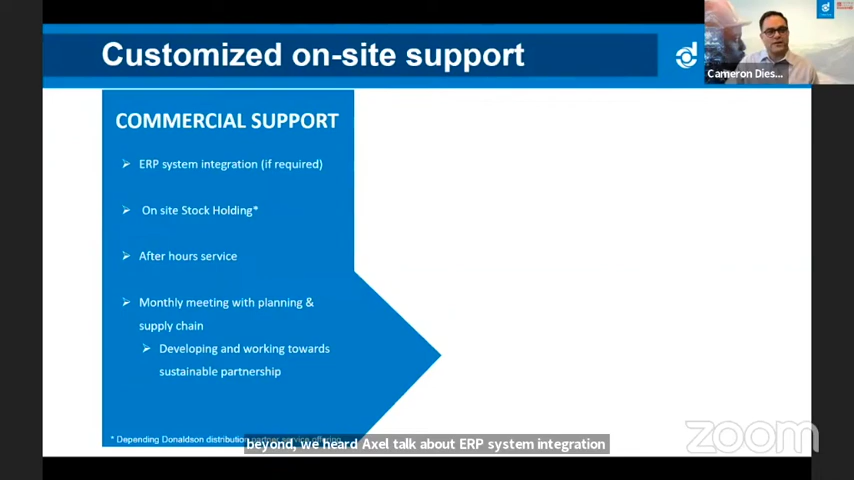 Customized on-site support
Cameron Dies...
COMMERCIAL SUPPORT
ERP system integration (if required)
On site Stock Holding*
After hours service
Monthly meeting with planning &
supply chain
Developing and working towards
sustainable partnership
* Depending Donaldson distribution
beyond, we heard Axel talk about ERP system integration
zoom